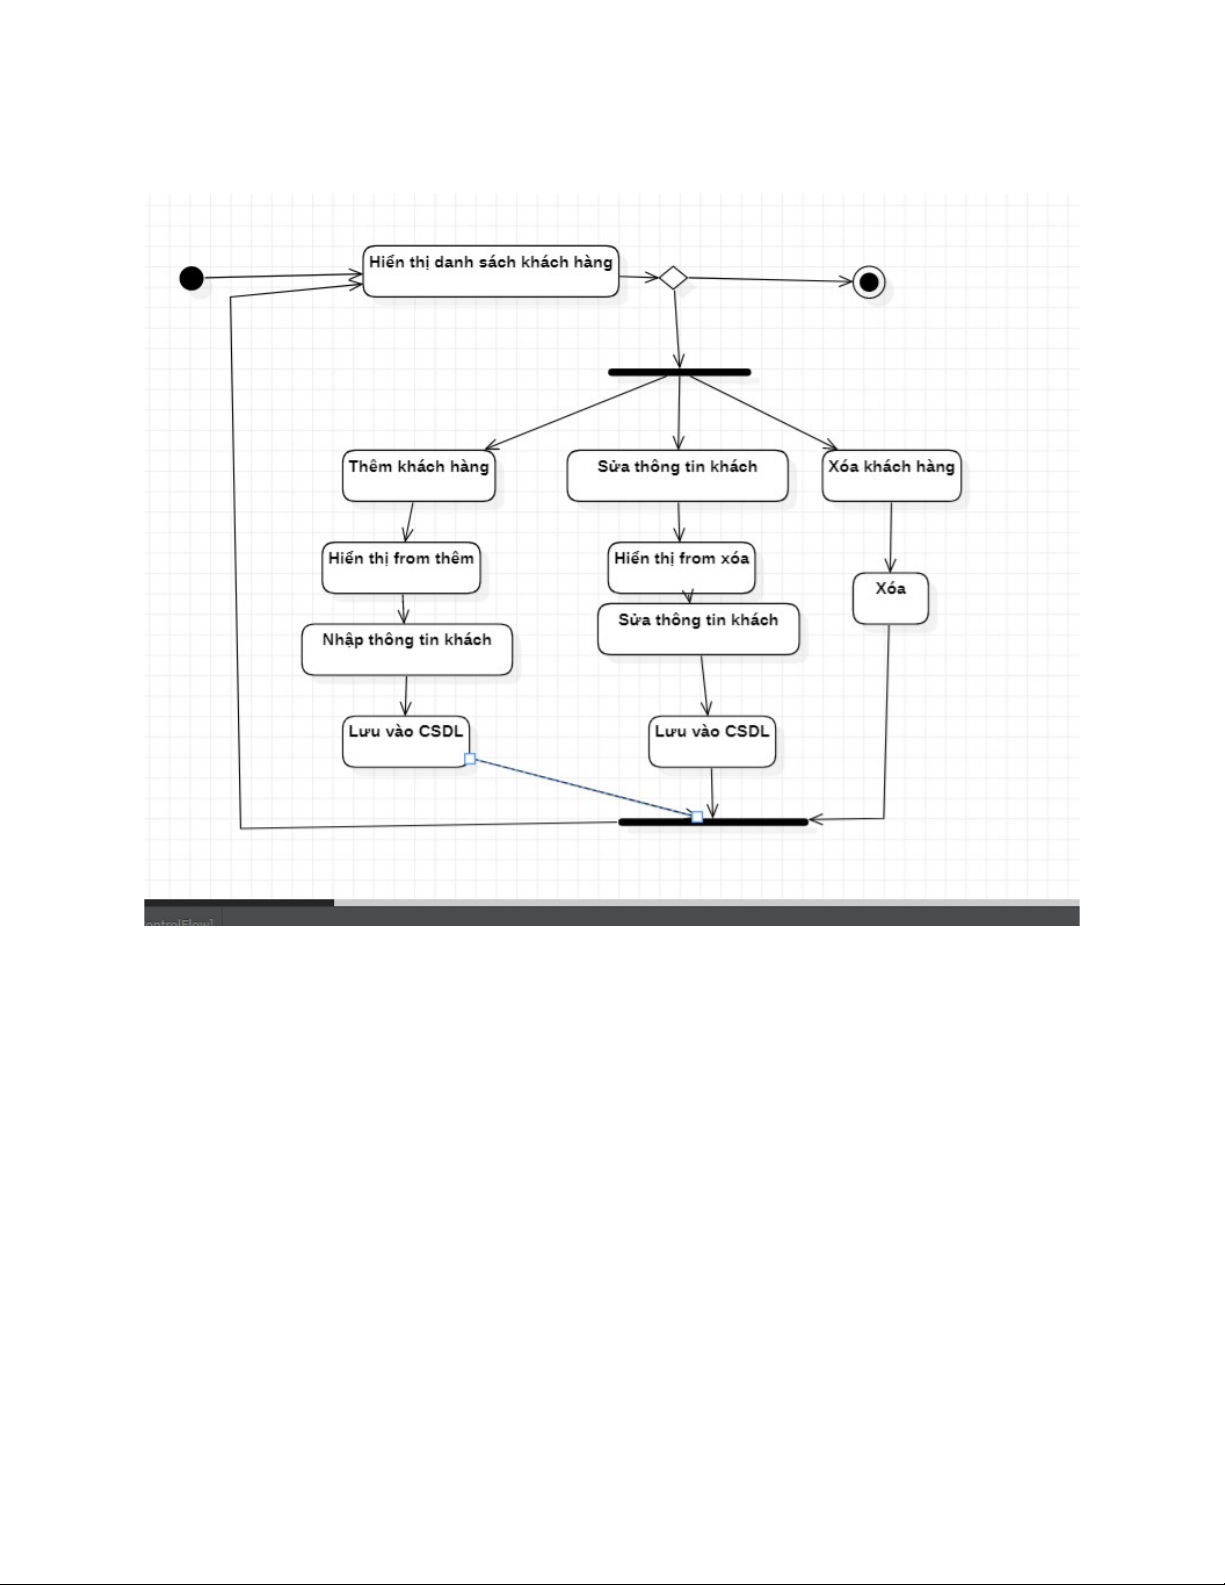 Hiển thị danh sách khách hàng
Thêm khách hàng
Sửa thông tin khách
Xóa khách hàng
Hiển thị from thêm
Hiển thị from xóa
Xóa
Nhập thông tin khách
Sửa thông tin khách
Lưu vào CSDL
Lưu vào CSDL
ontrolFlow]